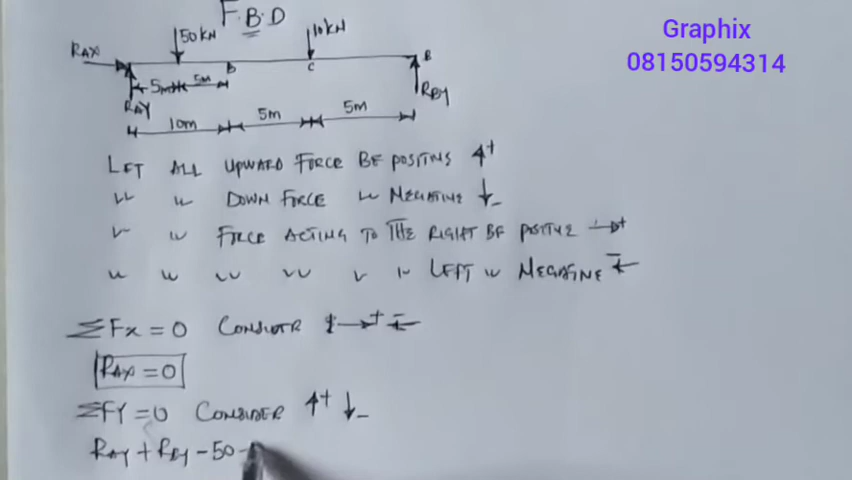 F.B.D
Graphix
08150594314
50KN
10KN
RAX
B
C
B
5m
5m
RAY
RBY
10m
5m
5m
LET ALL UPWARD FORCE BE POSITIVE +
〃 〃 DOWN FORCE 〃 NEGATIVE -
〃 〃 FORCE ACTING TO THE RIGHT BE POSITIVE +
〃 〃 〃 〃 〃 〃 LEFT 〃 NEGATIVE -
ΣFx = 0 CONSIDER → + - ←
RAX = 0
ΣFY = 0 CONSIDER ↑ + ↓ -
RAY + RBY - 50 -